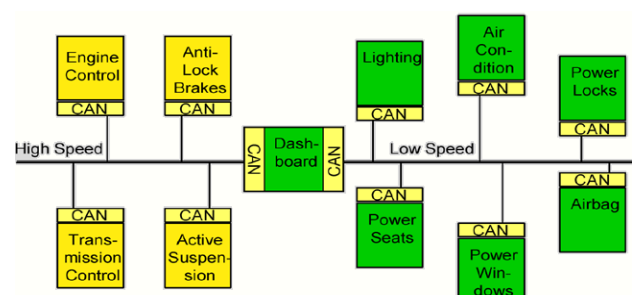 Engine
Control
CAN
Anti-
Lock
Brakes
CAN
Lighting
CAN
Air
Con-
dition
CAN
Power
Locks
CAN
High Speed
CAN
Dash-
board
CAN
Low Speed
CAN
Trans-
mission
Control
CAN
Active
Suspen-
sion
CAN
Power
Seats
CAN
Power
Win-
dows
CAN
Airbag